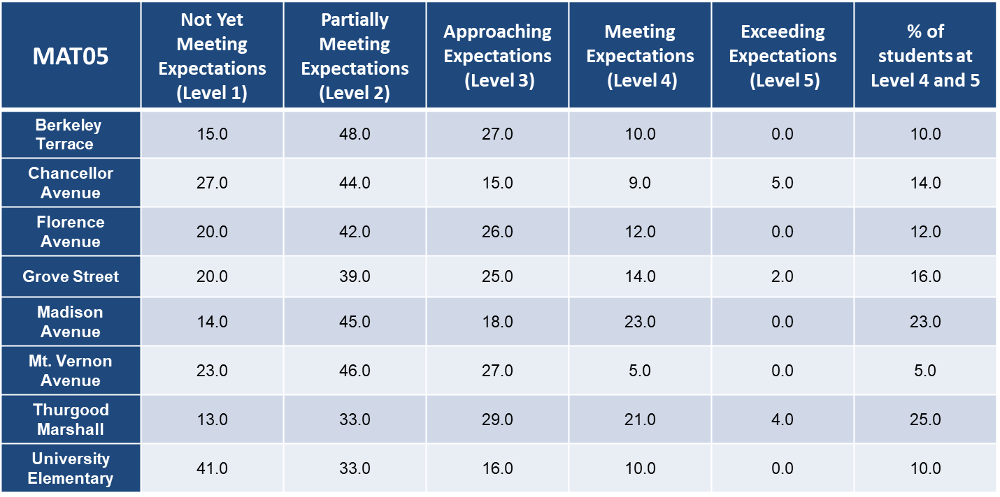 MAT05
Not Yet
Meeting
Expectations
(Level 1)
Partially
Meeting
Expectations
(Level 2)
Approaching
Expectations
(Level 3)
Meeting
Expectations
(Level 4)
Exceeding
Expectations
(Level 5)
% of
students at
Level 4 and 5
Berkeley
Terrace
15.0 48.0 27.0 10.0 0.0 10.0
Chancellor
Avenue
27.0 44.0 15.0 9.0 5.0 14.0
Florence
Avenue
20.0 42.0 26.0 12.0 0.0 12.0
Grove Street 20.0 39.0 25.0 14.0 2.0 16.0
Madison
Avenue
14.0 45.0 18.0 23.0 0.0 23.0
Mt. Vernon
Avenue
23.0 46.0 27.0 5.0 0.0 5.0
Thurgood
Marshall
13.0 33.0 29.0 21.0 4.0 25.0
University
Elementary
41.0 33.0 16.0 10.0 0.0 10.0